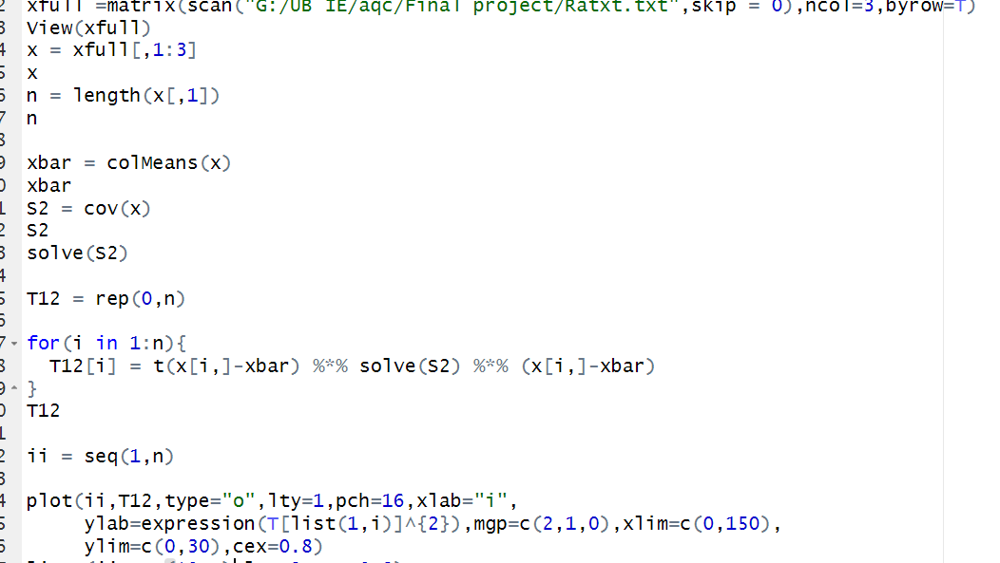 xfull =matrix(scan("G:/UB IE/aqc/Final project/Ratxt.txt",skip = 0),ncol=3,byrow=T)
View(xfull)
x = xfull[,1:3]
x
n = length(x[,1])
n
xbar = colMeans(x)
xbar
S2 = cov(x)
S2
solve(S2)
T12 = rep(0,n)
for(i in 1:n){
T12[i] = t(x[i,]-xbar) %*% solve(S2) %*% (x[i,]-xbar)
}
T12
ii = seq(1,n)
plot(ii,T12,type="o",lty=1,pch=16,xlab="i",
ylab=expression(T[list(1,i)]^{2}),mgp=c(2,1,0),xlim=c(0,150),
ylim=c(0,30),cex=0.8)